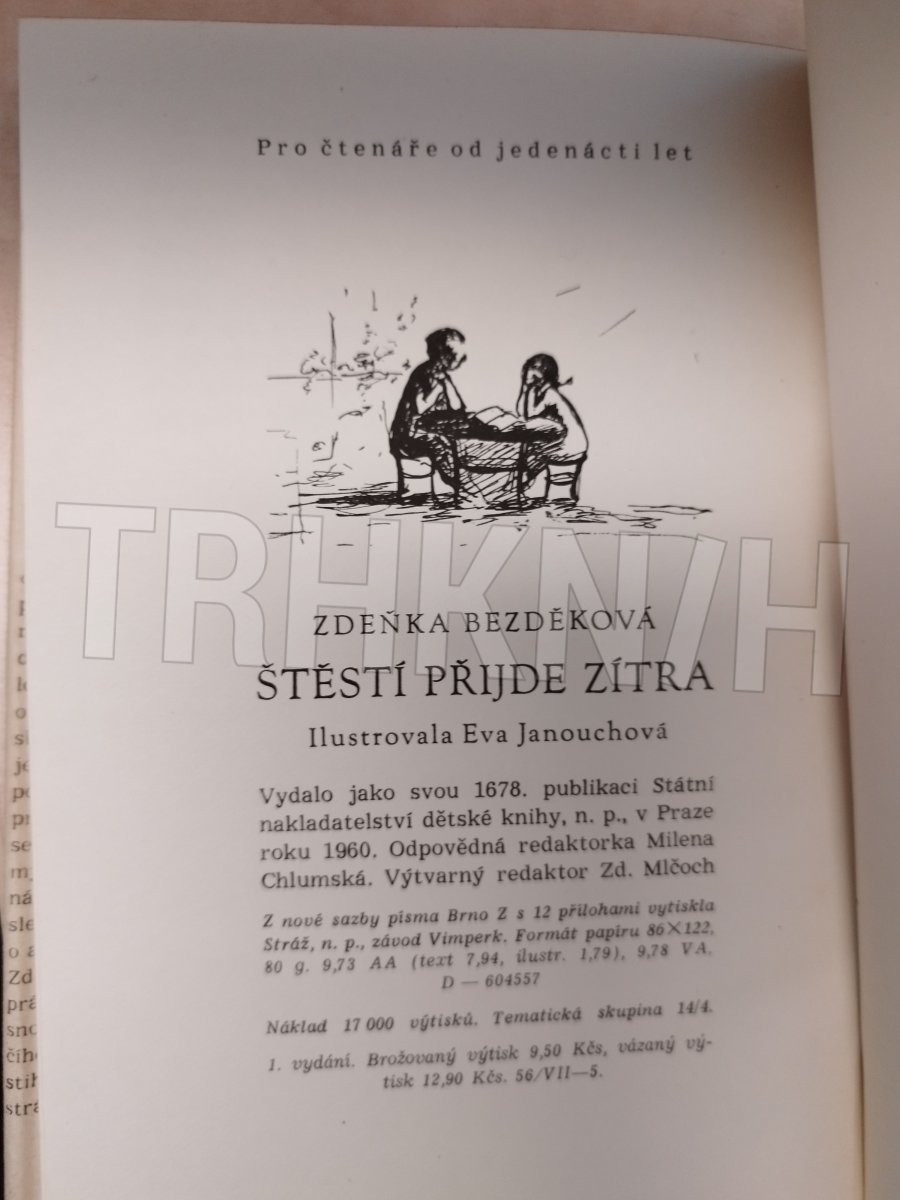 Pro čtenáře od jedenácti let
TRHKNIH
ZDEŇKA BEZDĚKOVÁ
ŠTĚSTÍ PŘIJDE ZÍTRA
Ilustrovala Eva Janouchová
Vydalo jako svou 1678. publikaci Státní
nakladatelství dětské knihy, n. p., v Praze
roku 1960. Odpovědná redaktorka Milena
Chlumská. Výtvarný redaktor Zd. Mlčoch
Z nové sazby písma Brno Z s 12 přílohami vytiskla
Stráž, n. p., závod Vimperk. Formát papíru 86×122,
80 g. 9,73 AA (text 7,94, ilustr. 1,79), 9,78 VA.
D — 604557
Náklad 17 000 výtisků. Tematická skupina 14/4.
1. vydání. Brožovaný výtisk 9,50 Kčs, vázaný vý-
tisk 12,90 Kčs. 56/VII—5.